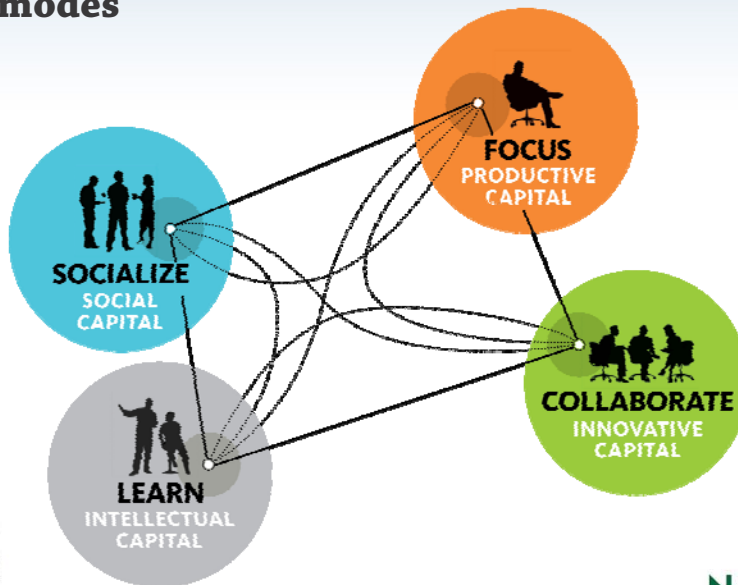 modes
FOCUS
PRODUCTIVE
CAPITAL
SOCIALIZE
SOCIAL
CAPITAL
COLLABORATE
INNOVATIVE
CAPITAL
LEARN
INTELLECTUAL
CAPITAL